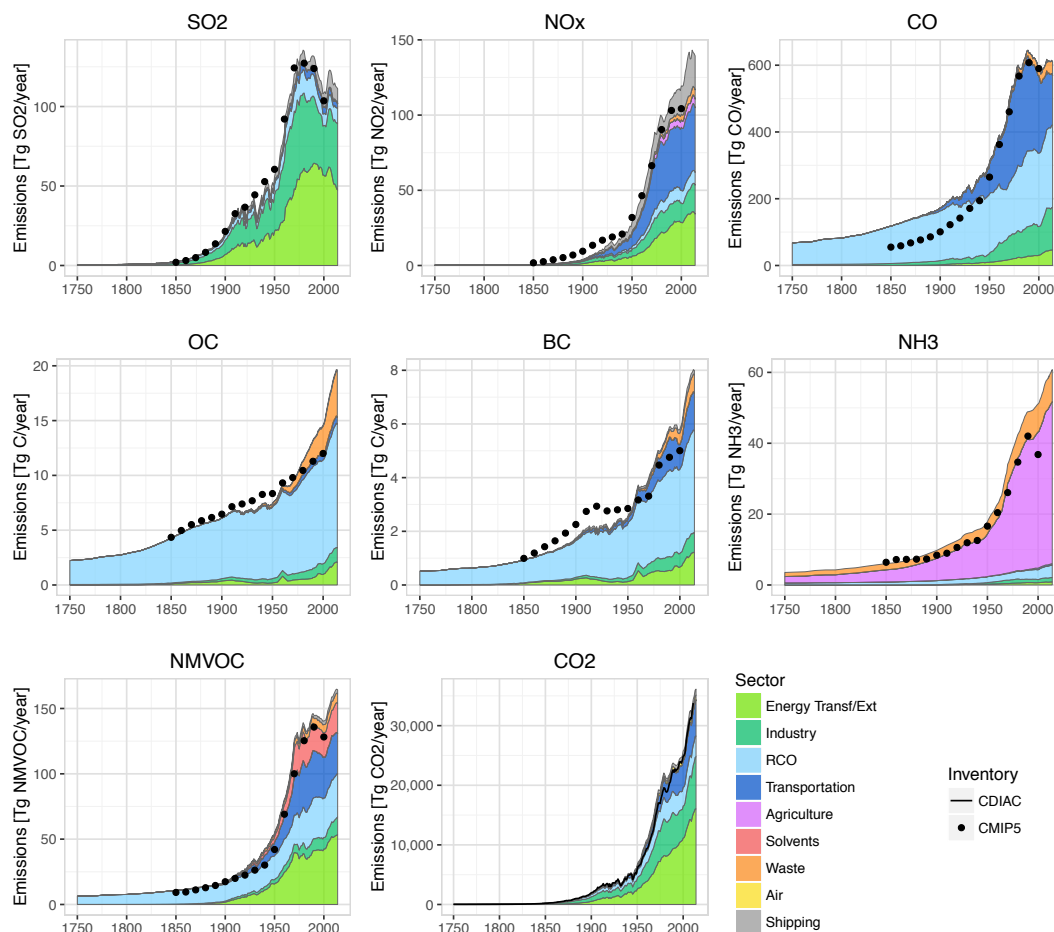 SO2
Emissions [Tg SO2/year]
100
50
0
1750 1800 1850 1900 1950 2000
NOx
Emissions [Tg NO2/year]
150
100
50
0
1750 1800 1850 1900 1950 2000
CO
Emissions [Tg CO/year]
600
400
200
0
1750 1800 1850 1900 1950 2000
OC
Emissions [Tg C/year]
20
15
10
5
0
1750 1800 1850 1900 1950 2000
BC
Emissions [Tg C/year]
8
6
4
2
0
1750 1800 1850 1900 1950 2000
NH3
Emissions [Tg NH3/year]
60
40
20
0
1750 1800 1850 1900 1950 2000
NMVOC
Emissions [Tg NMVOC/year]
150
100
50
0
1750 1800 1850 1900 1950 2000
CO2
Emissions [Tg CO2/year]
30,000
20,000
10,000
0
1750 1800 1850 1900 1950 2000
Sector
Energy Transf/Ext
Industry
RCO
Transportation
Agriculture
Solvents
Waste
Air
Shipping
Inventory
CDIAC
CMIP5